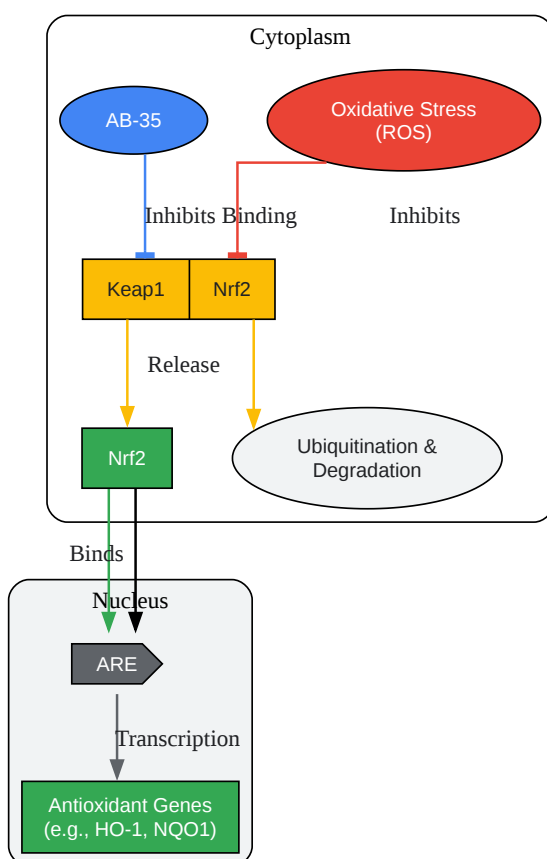 Cytoplasm
AB-35
Oxidative Stress
(ROS)
Inhibits Binding
Inhibits
Keap1
Nrf2
Release
Nrf2
Ubiquitination &
Degradation
Binds
Nucleus
ARE
Transcription
Antioxidant Genes
(e.g., HO-1, NQO1)